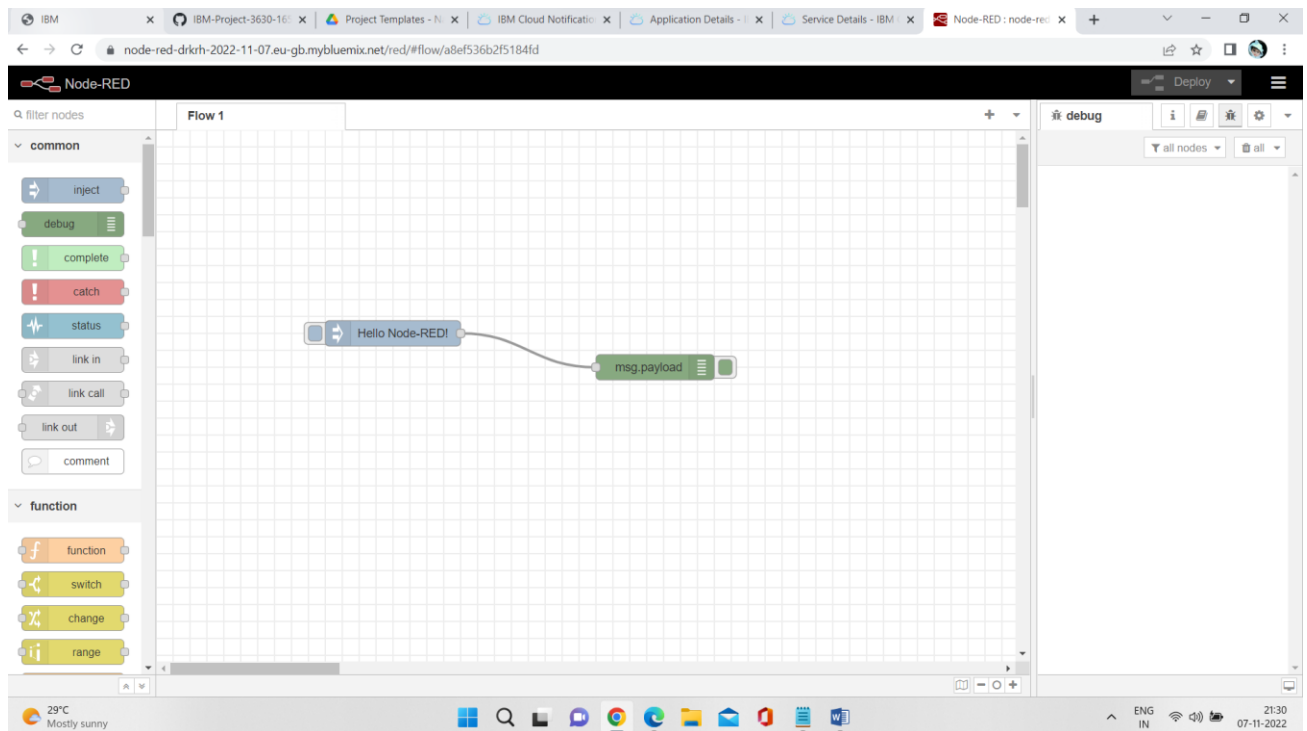 IBM
IBM-Project-3630-16
Project Templates - N
IBM Cloud Notificatio
Application Details - I
Service Details - IBM
Node-RED : node-red
node-red-drkrh-2022-11-07.eu-gb.mybluemix.net/red/#flow/a8ef536b2f5184fd
Node-RED
Deploy
filter nodes
Flow 1
debug
i
all nodes
all
common
inject
debug
complete
catch
status
link in
link call
link out
comment
function
function
switch
change
range
Hello Node-RED!
msg.payload
29°C
Mostly sunny
ENG
IN
21:30
07-11-2022